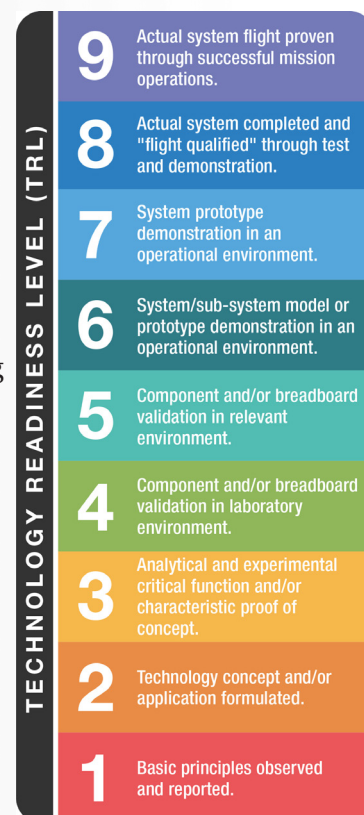 TECHNOLOGY READINESS LEVEL (TRL)
9
Actual system flight proven
through successful mission
operations.
8
Actual system completed and
"flight qualified" through test
and demonstration.
7
System prototype
demonstration in an
operational environment.
6
System/sub-system model or
prototype demonstration in an
operational environment.
5
Component and/or breadboard
validation in relevant
environment.
4
Component and/or breadboard
validation in laboratory
environment.
3
Analytical and experimental
critical function and/or
characteristic proof of
concept.
2
Technology concept and/or
application formulated.
1
Basic principles observed
and reported.